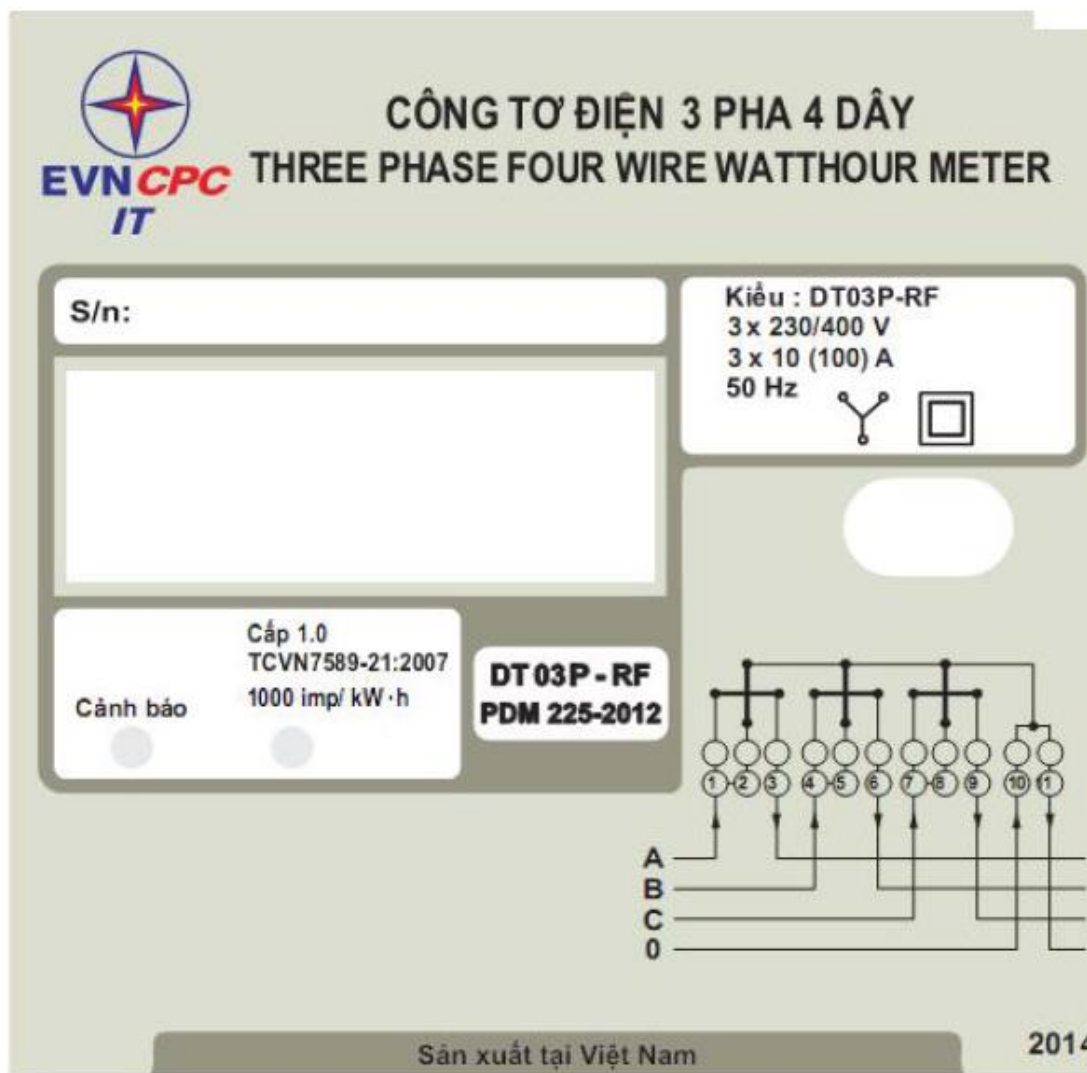 CÔNG TƠ ĐIỆN 3 PHA 4 DÂY
THREE PHASE FOUR WIRE WATTHOUR METER
EVNCPC
IT
S/n:
Kiểu : DT03P-RF
3 x 230/400 V
3 x 10 (100) A
50 Hz
Cấp 1.0
TCVN7589-21:2007
1000 imp/ kW·h
Cảnh báo
DT 03P - RF
PDM 225-2012
1 2 3 4 5 6 7 8 9 10 11
A
B
C
0
Sản xuất tại Việt Nam
2014